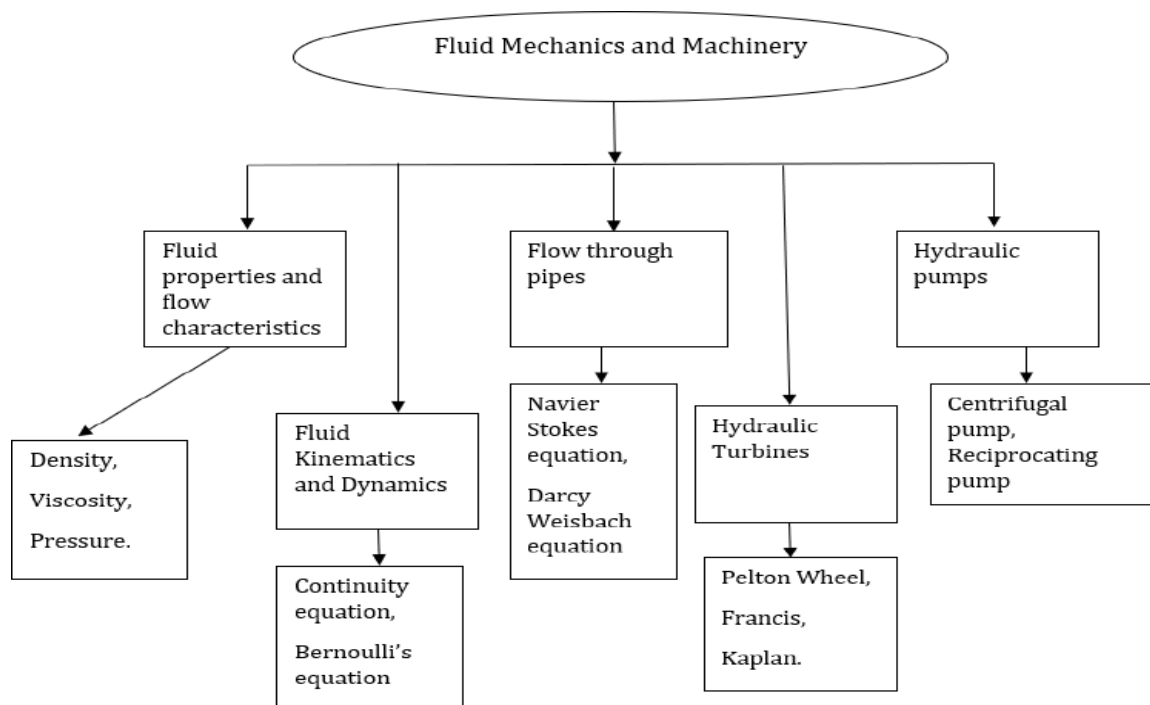 Fluid Mechanics and Machinery
Fluid
properties and
flow
characteristics
Flow through
pipes
Hydraulic
pumps
Density,
Viscosity,
Pressure.
Fluid
Kinematics
and Dynamics
Navier
Stokes
equation,
Darcy
Weisbach
equation
Hydraulic
Turbines
Centrifugal
pump,
Reciprocating
pump
Continuity
equation,
Bernoulli’s
equation
Pelton Wheel,
Francis,
Kaplan.